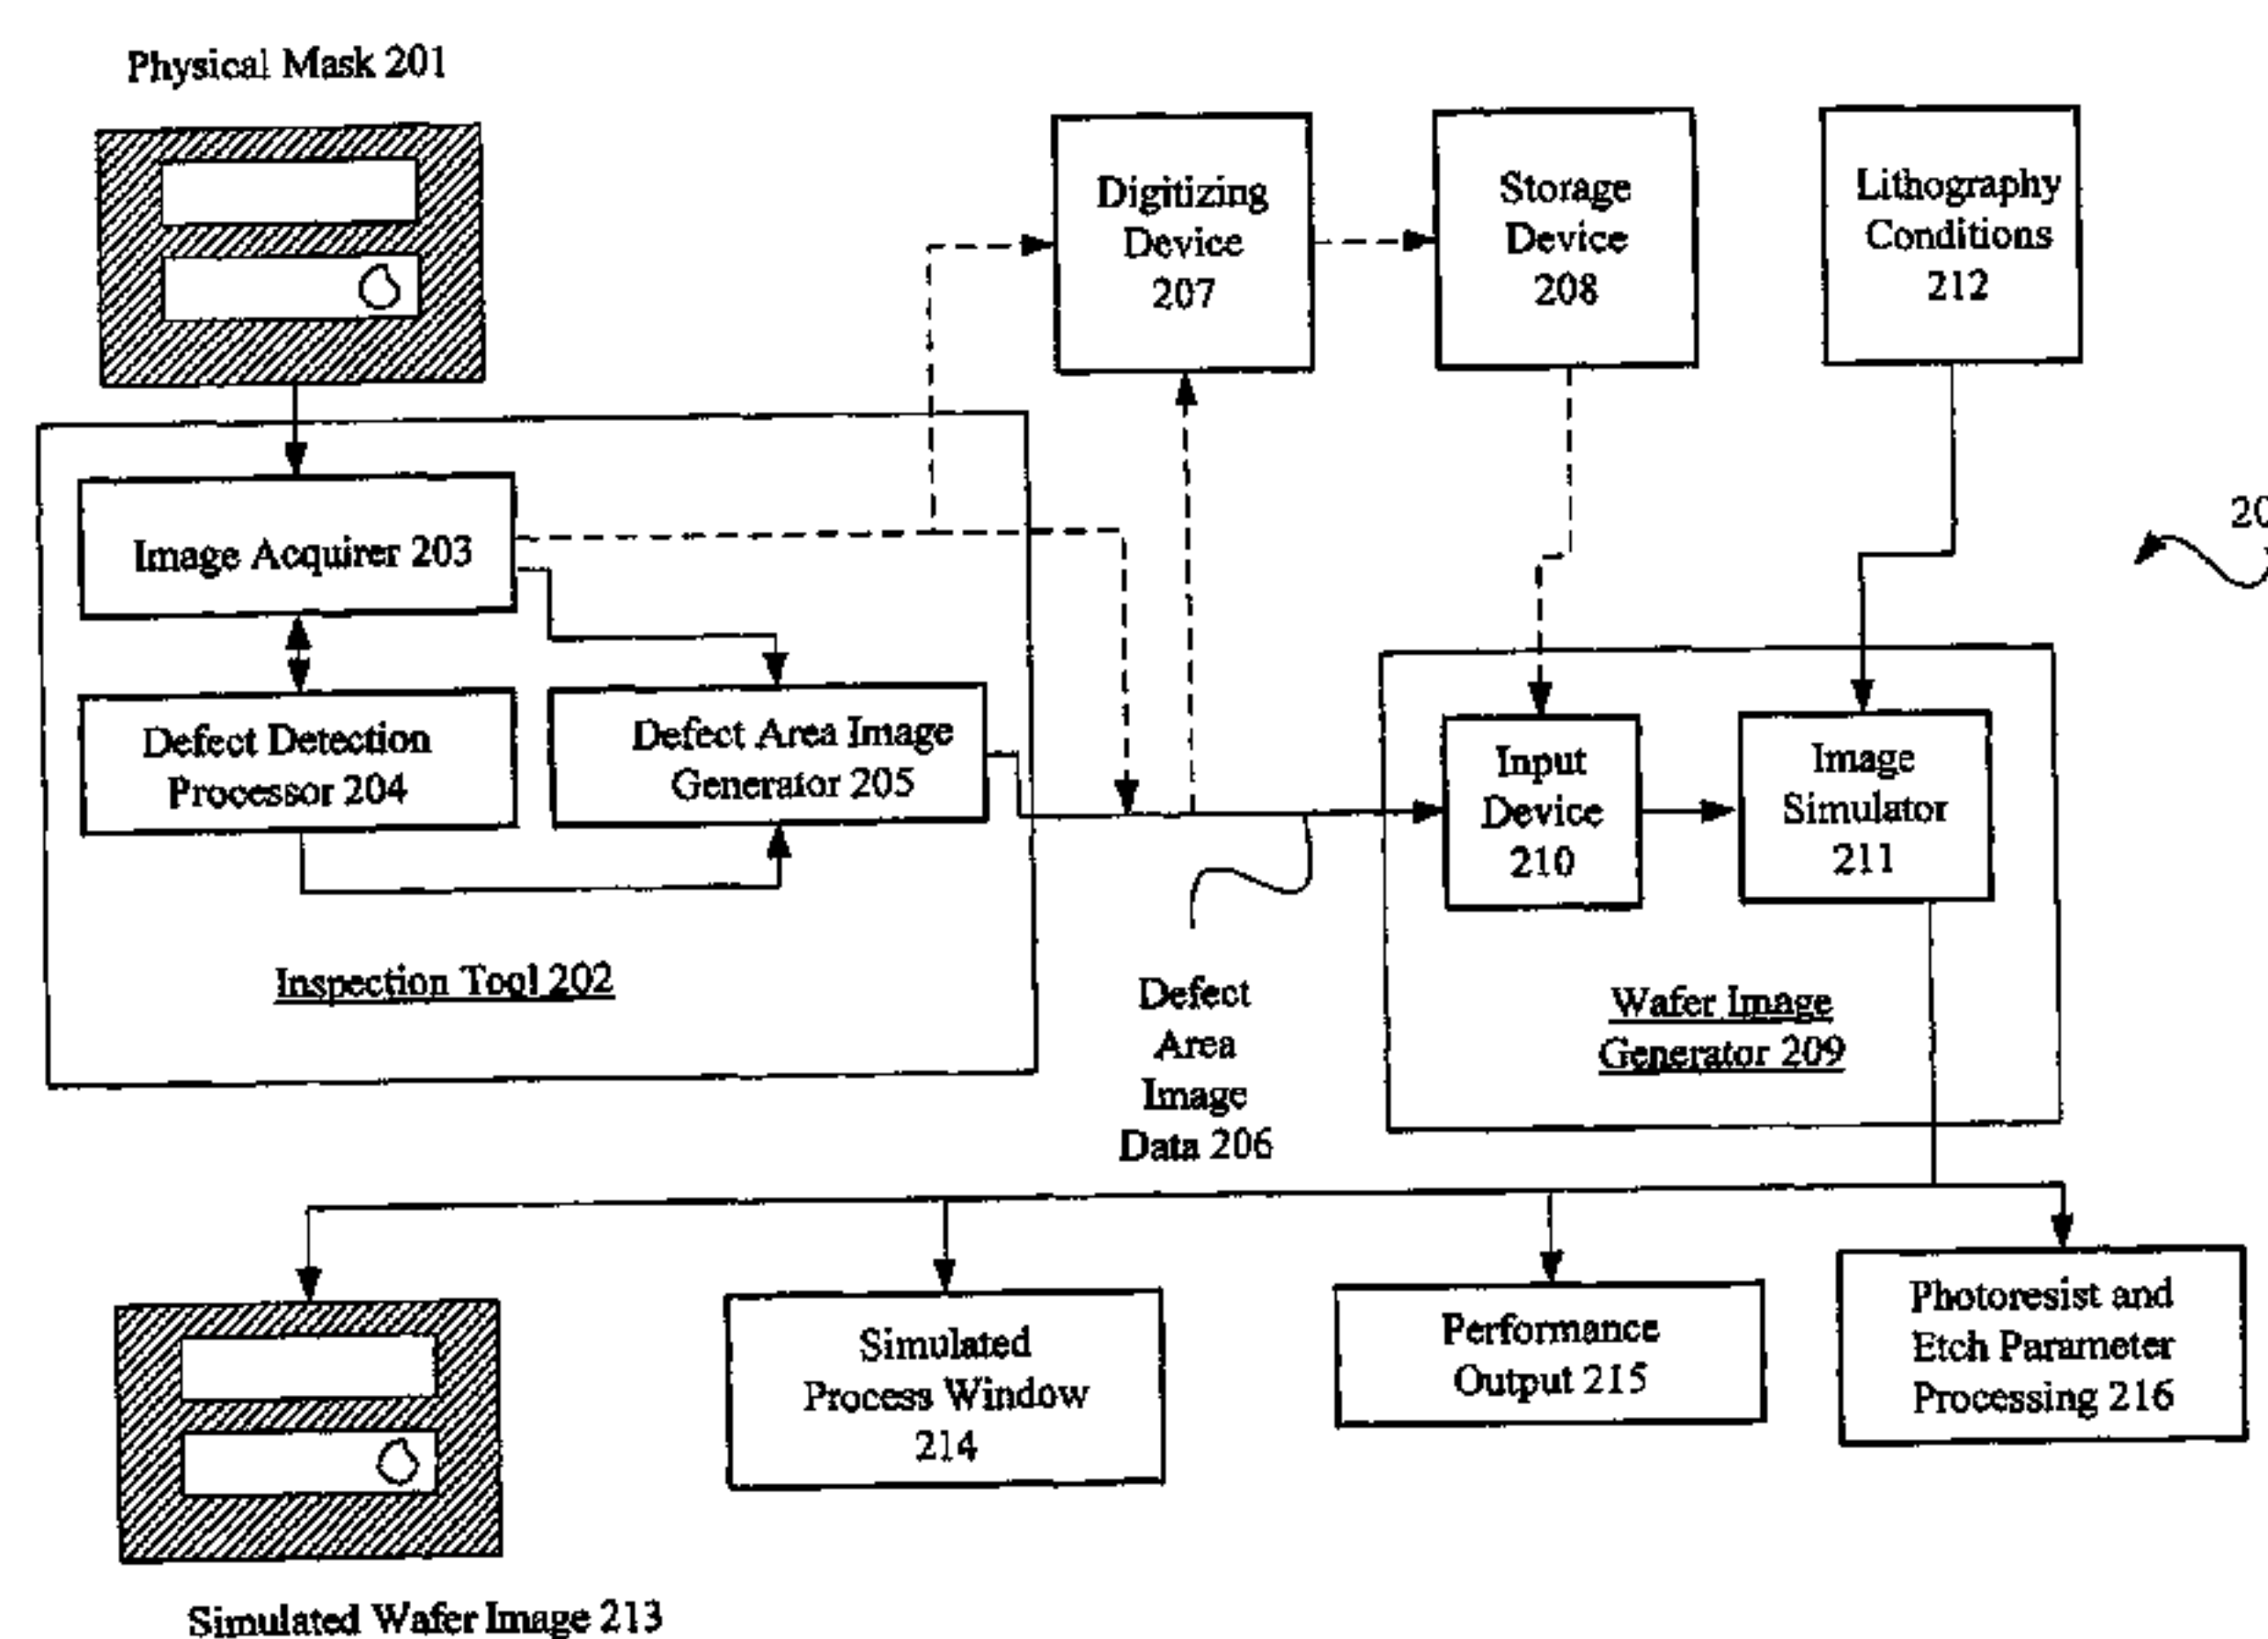 Physical Mask 201
Digitizing
Device
207
Storage
Device
208
Lithography
Conditions
212
Image Acquirer 203
Defect Detection
Processor 204
Defect Area Image
Generator 205
Inspection Tool 202
Defect
Area
Image
Data 206
Input
Device
210
Image
Simulator
211
Wafer Image
Generator 209
Simulated Wafer Image 213
Simulated
Process Window
214
Performance
Output 215
Photoresist and
Etch Parameter
Processing 216